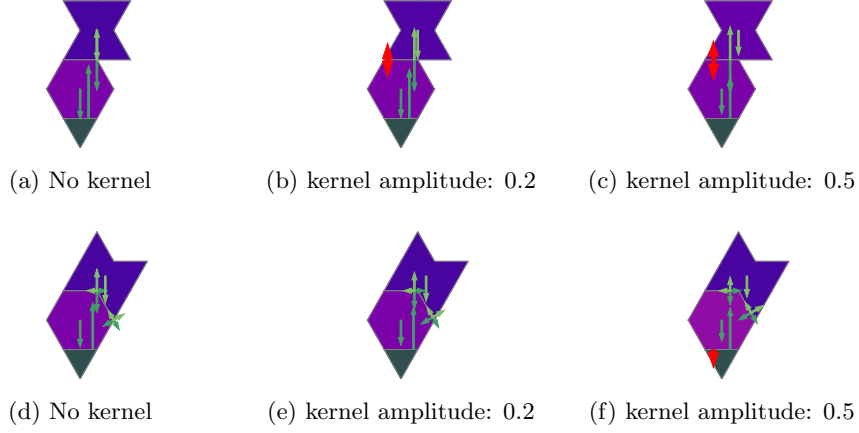 (a) No kernel
(b) kernel amplitude: 0.2
(c) kernel amplitude: 0.5
(d) No kernel
(e) kernel amplitude: 0.2
(f) kernel amplitude: 0.5